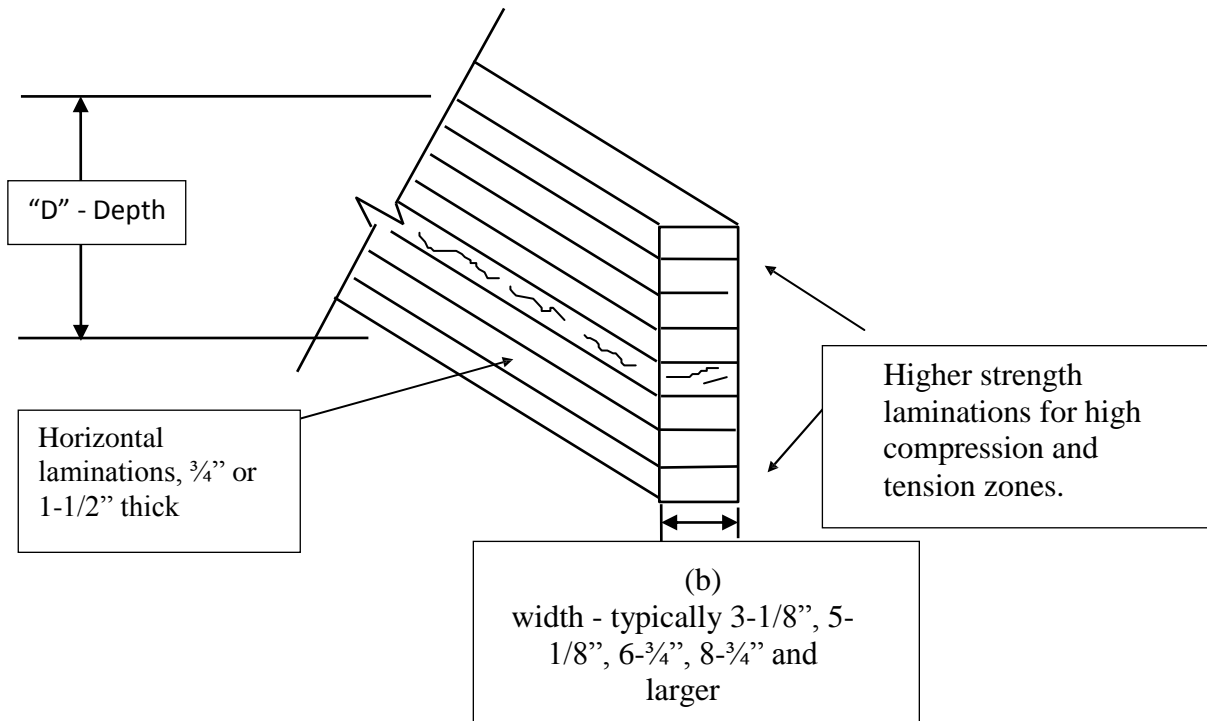 “D” - Depth
Horizontal
laminations, ¾” or
1-1/2” thick
Higher strength
laminations for high
compression and
tension zones.
(b)
width - typically 3-1/8”, 5-
1/8”, 6-¾”, 8-¾” and
larger